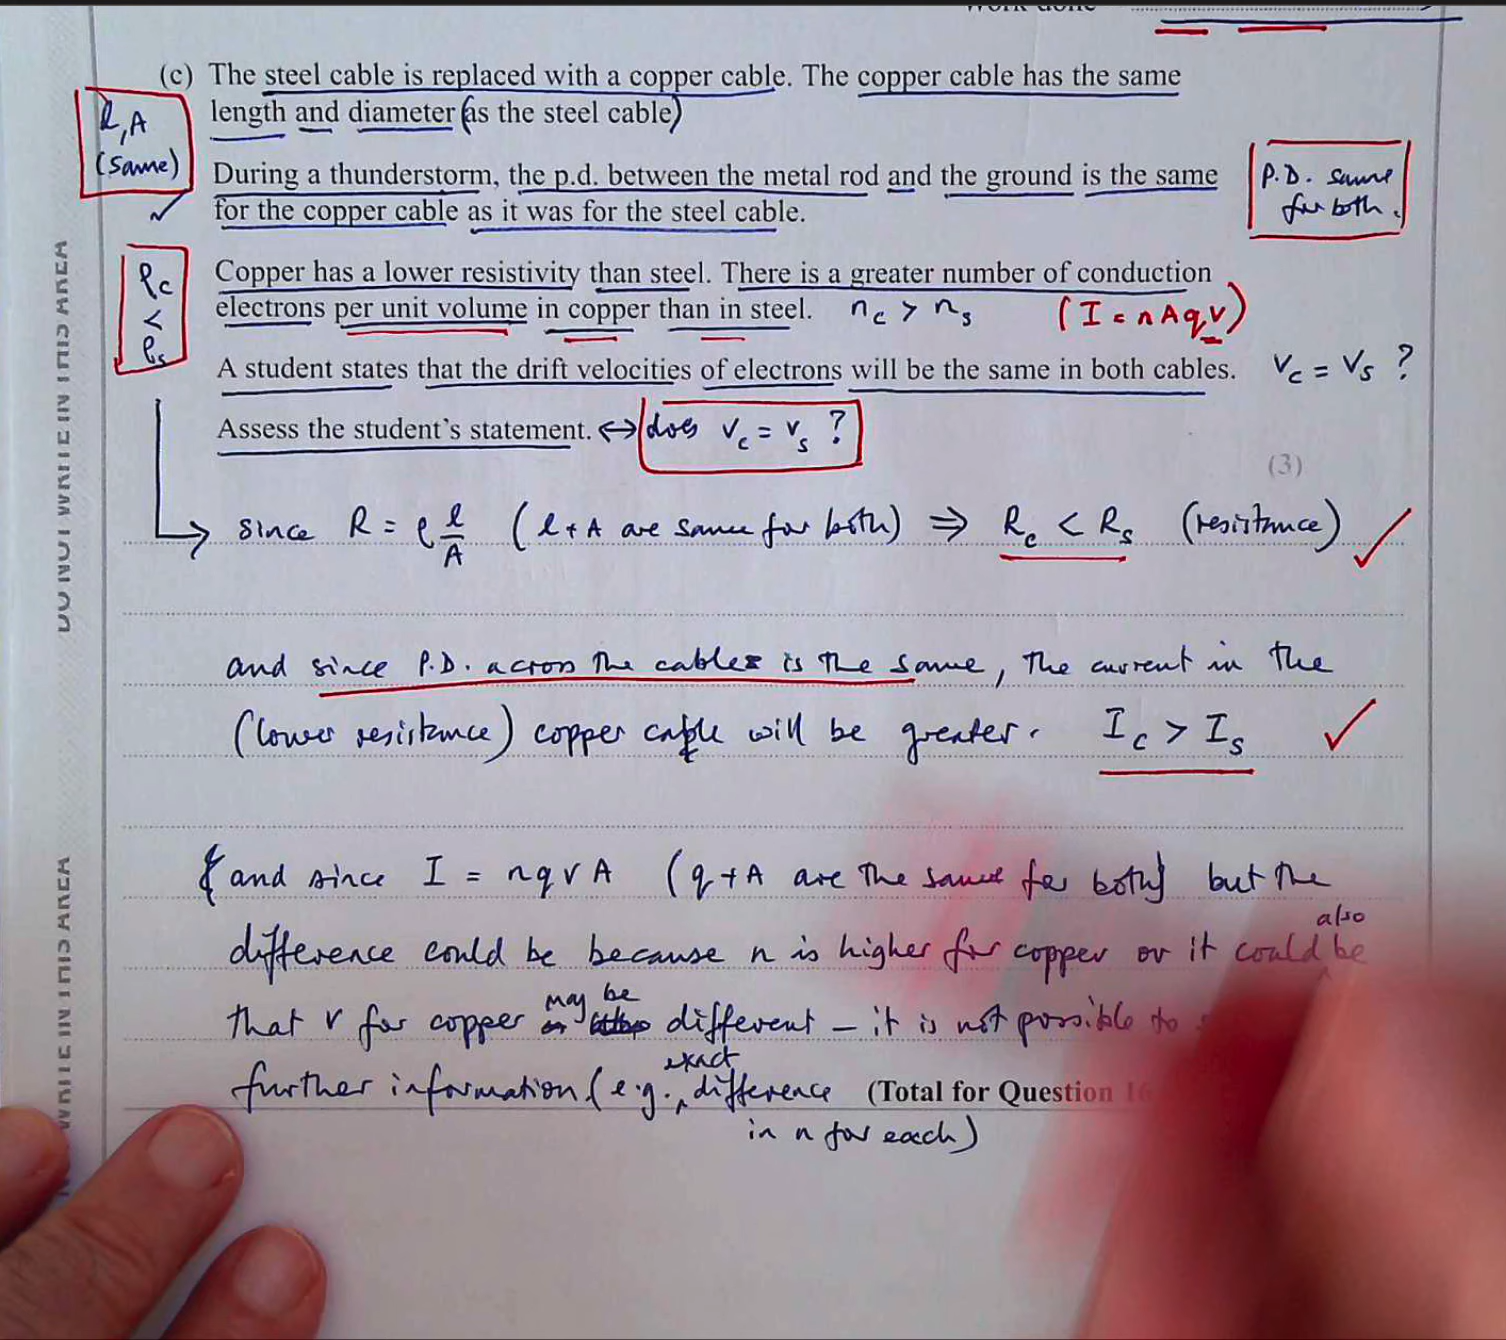 (c) The steel cable is replaced with a copper cable. The copper cable has the same
length and diameter (as the steel cable)
l, A
(same)
During a thunderstorm, the p.d. between the metal rod and the ground is the same
for the copper cable as it was for the steel cable.
P.D. same
for both.
ρc
<
ρs
Copper has a lower resistivity than steel. There is a greater number of conduction
electrons per unit volume in copper than in steel. nc > ns (I = nAqv)
A student states that the drift velocities of electrons will be the same in both cables. vc = vs ?
Assess the student's statement. ↔ does vc = vs ?
(3)
since R = ρ l/A (l + A are same for both) ⇒ Rc < Rs (resistance) ✓
and since P.D. across the cables is the same, the current in the
(lower resistance) copper cable will be greater. Ic > Is ✓
{and since I = nqvA (q + A are the same for both} but the
difference could be because n is higher for copper or it could also be
that v for copper may be different – it is not possible to
further information (e.g. exact difference
in n for each)
(Total for Question 16
DO NOT WRITE IN THIS AREA